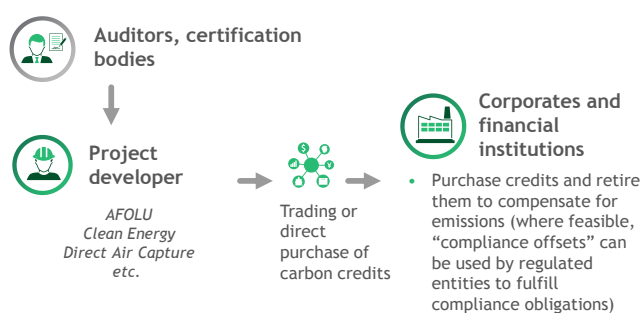 Auditors, certification
bodies
Project
developer
AFOLU
Clean Energy
Direct Air Capture
etc.
Trading or
direct
purchase of
carbon credits
Corporates and
financial
institutions
• Purchase credits and retire
them to compensate for
emissions (where feasible,
“compliance offsets” can
be used by regulated
entities to fulfill
compliance obligations)